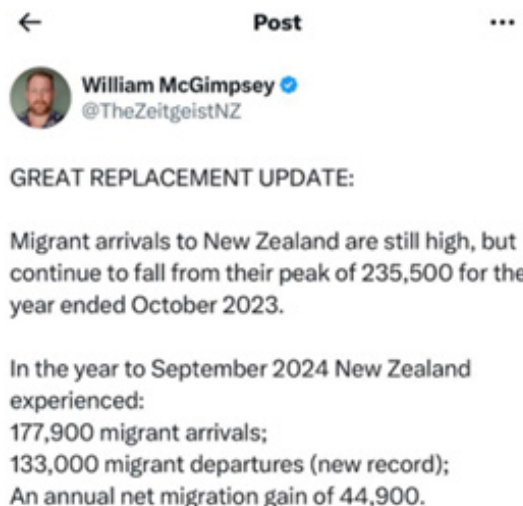 Post
William McGimpsey
@TheZeitgeistNZ
GREAT REPLACEMENT UPDATE:
Migrant arrivals to New Zealand are still high, but
continue to fall from their peak of 235,500 for the
year ended October 2023.
In the year to September 2024 New Zealand
experienced:
177,900 migrant arrivals;
133,000 migrant departures (new record);
An annual net migration gain of 44,900.